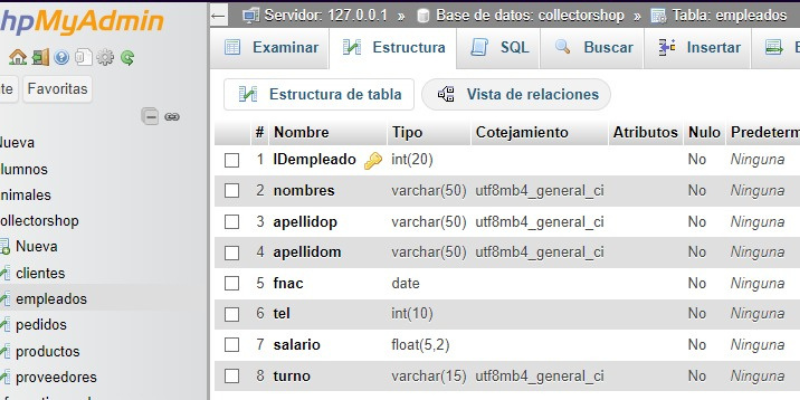 hpMyAdmin
← Servidor: 127.0.0.1 » Base de datos: collectorshop » Tabla: empleados
Examinar Estructura SQL Buscar Insertar E
te Favoritas
Estructura de tabla Vista de relaciones
# Nombre Tipo Cotejamiento Atributos Nulo Predeterm
1 IDempleado int(20) No Ninguna
2 nombres varchar(50) utf8mb4_general_ci No Ninguna
3 apellidop varchar(50) utf8mb4_general_ci No Ninguna
4 apellidom varchar(50) utf8mb4_general_ci No Ninguna
5 fnac date No Ninguna
6 tel int(10) No Ninguna
7 salario float(5,2) No Ninguna
8 turno varchar(15) utf8mb4_general_ci No Ninguna
Nueva
lumnos
nimales
ollectorshop
Nueva
clientes
empleados
pedidos
productos
proveedores